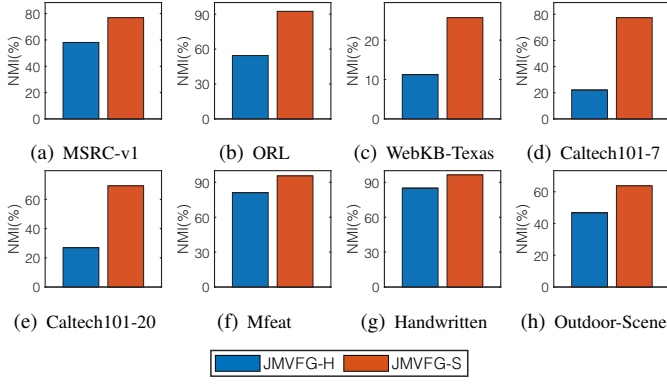 NMI(%)
80
60
40
20
0
(a) MSRC-v1
NMI(%)
90
60
30
0
(b) ORL
NMI(%)
20
10
0
(c) WebKB-Texas
NMI(%)
80
60
40
20
0
(d) Caltech101-7
NMI(%)
60
40
20
0
(e) Caltech101-20
NMI(%)
90
60
30
0
(f) Mfeat
NMI(%)
90
60
30
0
(g) Handwritten
NMI(%)
60
40
20
0
(h) Outdoor-Scene
JMVFG-H JMVFG-S